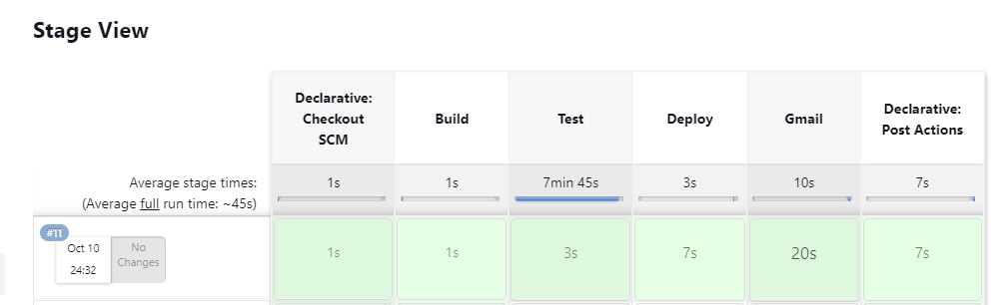 Stage View
Declarative:
Checkout
SCM
Build
Test
Deploy
Gmail
Declarative:
Post Actions
Average stage times:
(Average full run time: ~45s)
1s
1s
7min 45s
3s
10s
7s
#11
Oct 10
24:32
No
Changes
1s
1s
3s
7s
20s
7s